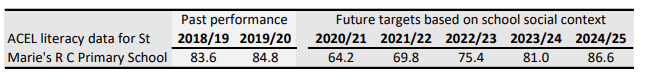 Past performance Future targets based on school social context
ACEL literacy data for St 2018/19 2019/20 2020/21 2021/22 2022/23 2023/24 2024/25
Marie's R C Primary School 83.6 84.8 64.2 69.8 75.4 81.0 86.6